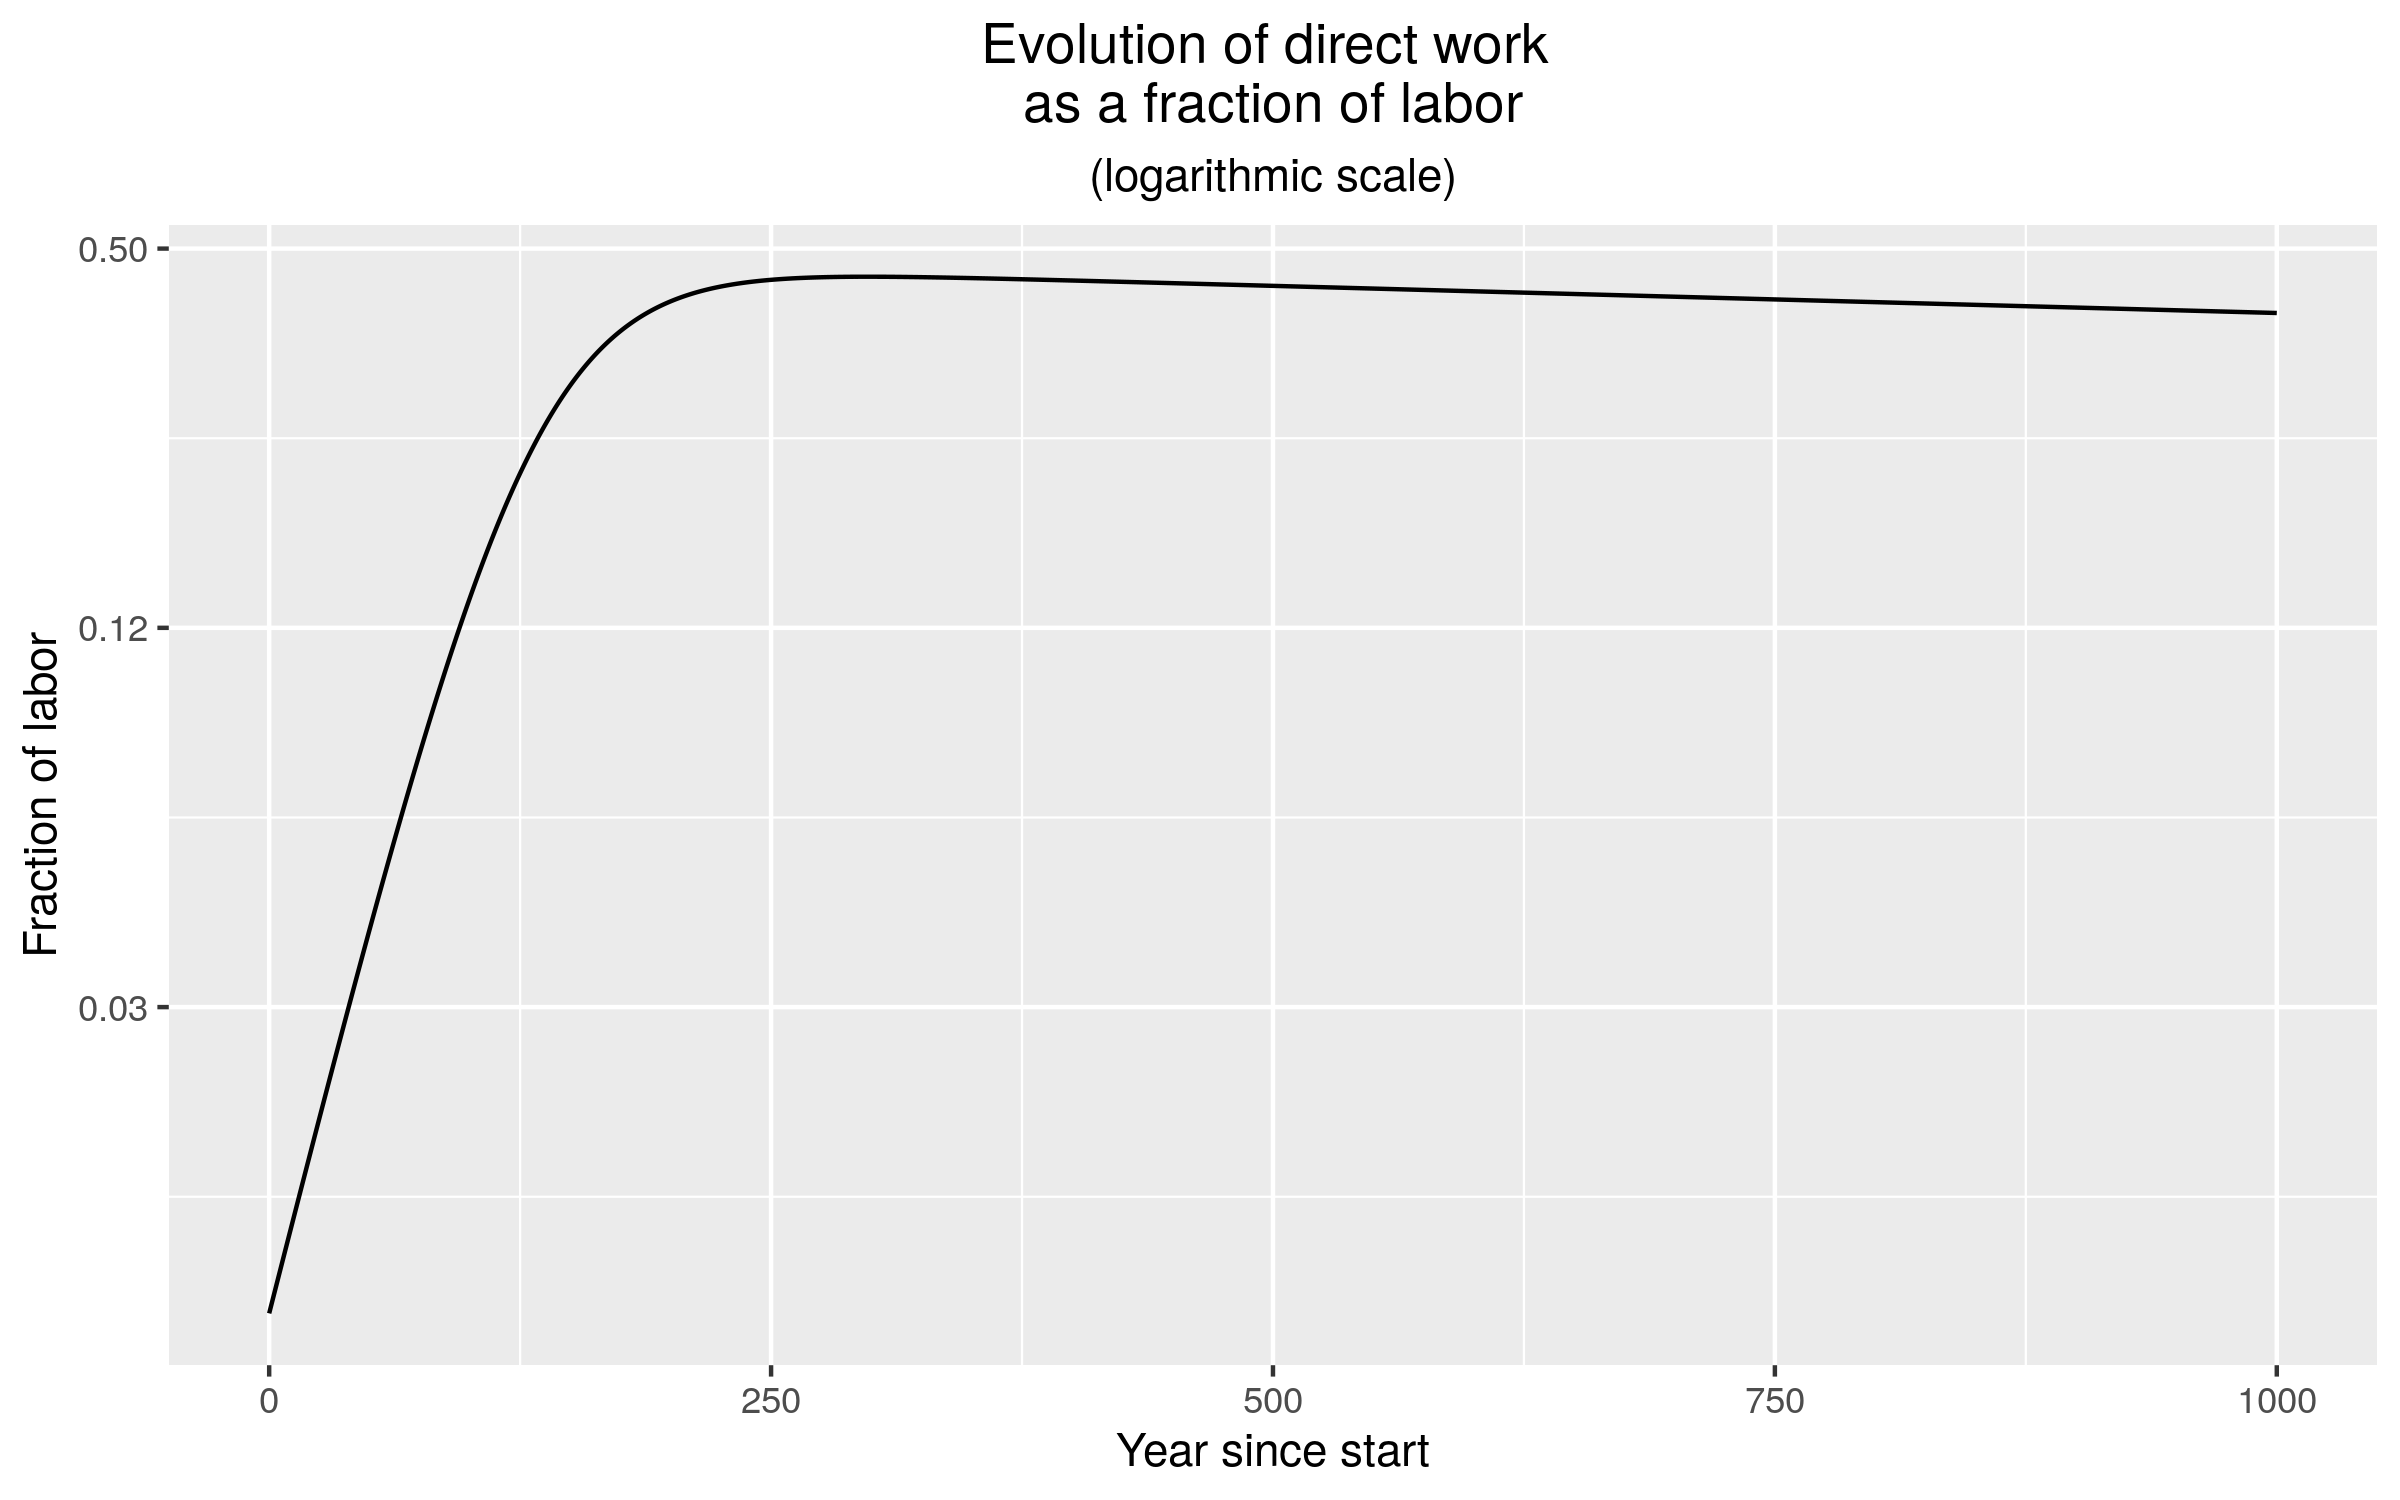 Evolution of direct work
as a fraction of labor
(logarithmic scale)
Fraction of labor
0.50
0.12
0.03
0
250
500
750
1000
Year since start